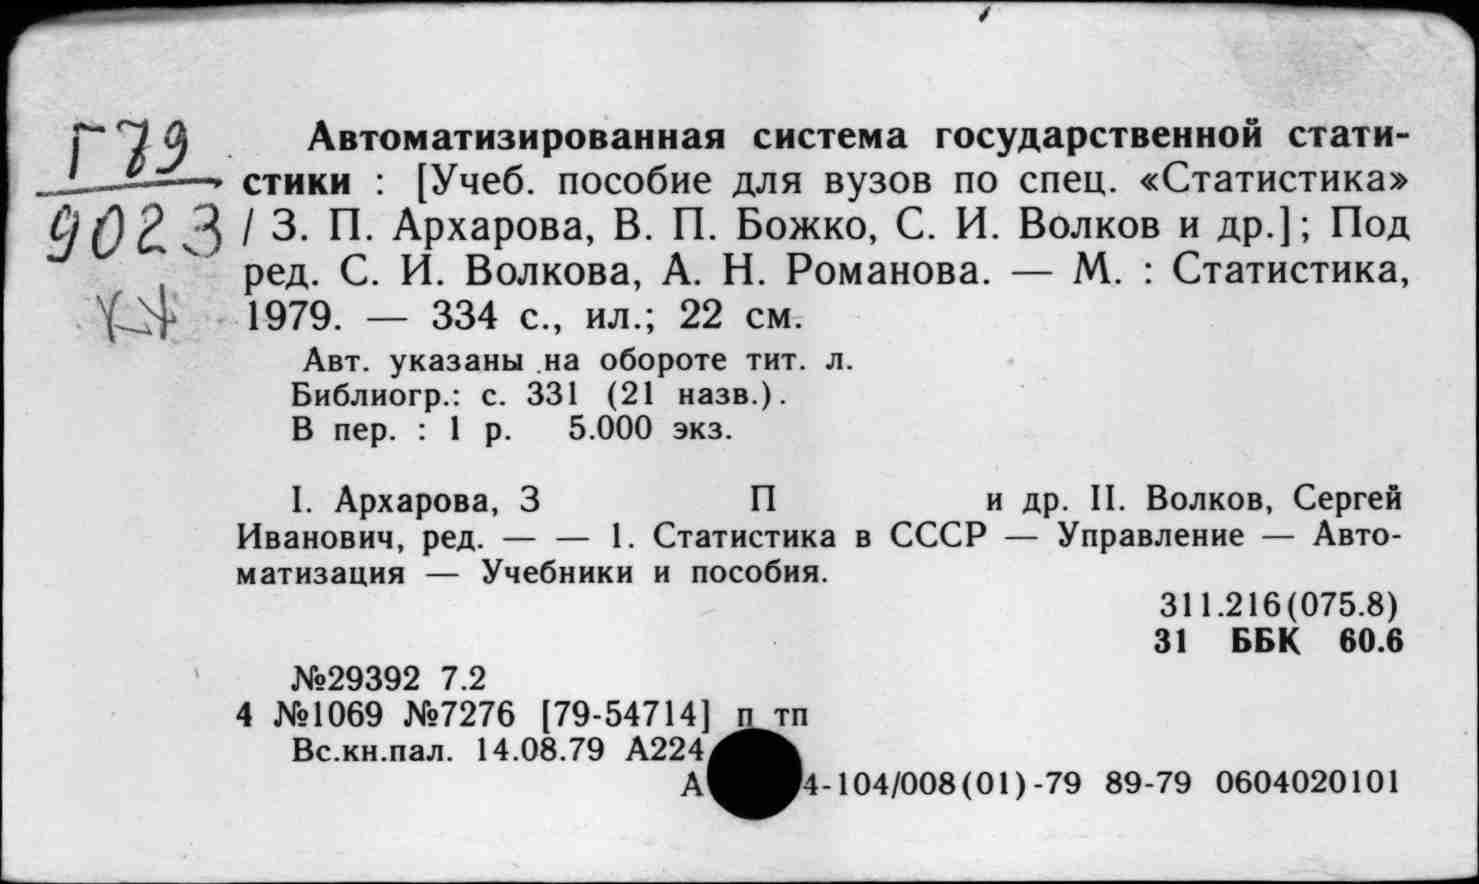 Г79
9023
Автоматизированная система государственной стати-
стики : [Учеб. пособие для вузов по спец. «Статистика»
/ З. П. Архарова, В. П. Божко, С. И. Волков и др.]; Под
ред. С. И. Волкова, А. Н. Романова. — М. : Статистика,
1979. — 334 с., ил.; 22 см.
Авт. указаны на обороте тит. л.
Библиогр.: с. 331 (21 назв.).
В пер. : 1 р. 5.000 экз.
I. Архарова, З П и др. II. Волков, Сергей
Иванович, ред. — — 1. Статистика в СССР — Управление — Авто-
матизация — Учебники и пособия.
311.216(075.8)
31 ББК 60.6
№29392 7.2
4 №1069 №7276 [79-54714] п тп
Вс.кн.пал. 14.08.79 А224
А 4-104/008(01)-79 89-79 0604020101